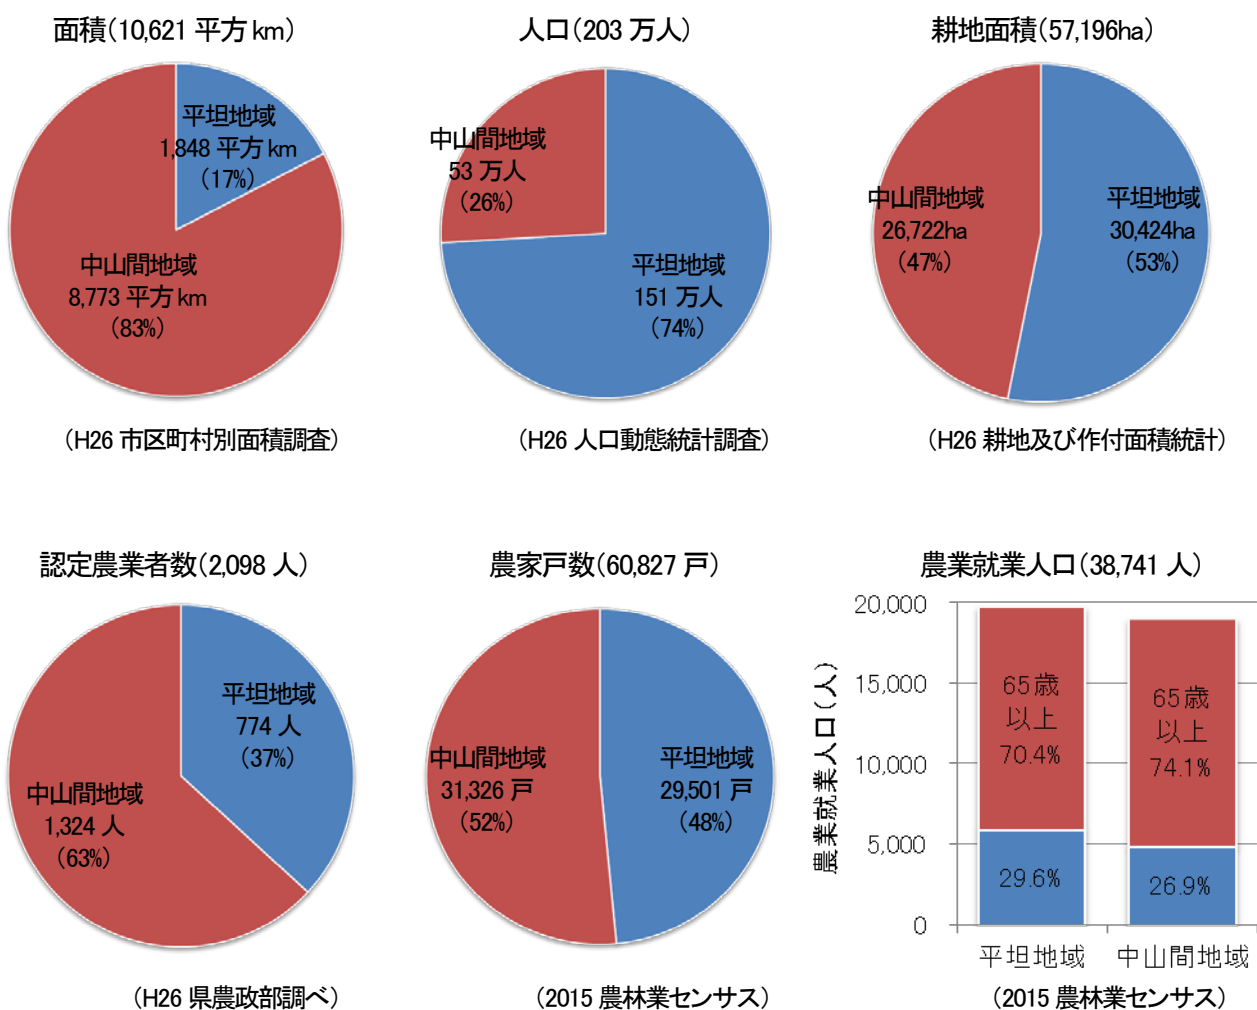 面積(10,621 平方 km)
平坦地域
1,848 平方 km
(17%)
中山間地域
8,773 平方 km
(83%)
(H26 市区町村別面積調査)
人口(203 万人)
中山間地域
53 万人
(26%)
平坦地域
151 万人
(74%)
(H26 人口動態統計調査)
耕地面積(57,196ha)
中山間地域
26,722ha
(47%)
平坦地域
30,424ha
(53%)
(H26 耕地及び作付面積統計)
認定農業者数(2,098 人)
平坦地域
774 人
(37%)
中山間地域
1,324 人
(63%)
(H26 県農政部調べ)
農家戸数(60,827 戸)
中山間地域
31,326 戸
(52%)
平坦地域
29,501 戸
(48%)
(2015 農林業センサス)
農業就業人口(38,741 人)
農業就業人口(人)
20,000
15,000
10,000
5,000
0
65歳
以上
70.4%
29.6%
65歳
以上
74.1%
26.9%
平坦地域
中山間地域
(2015 農林業センサス)